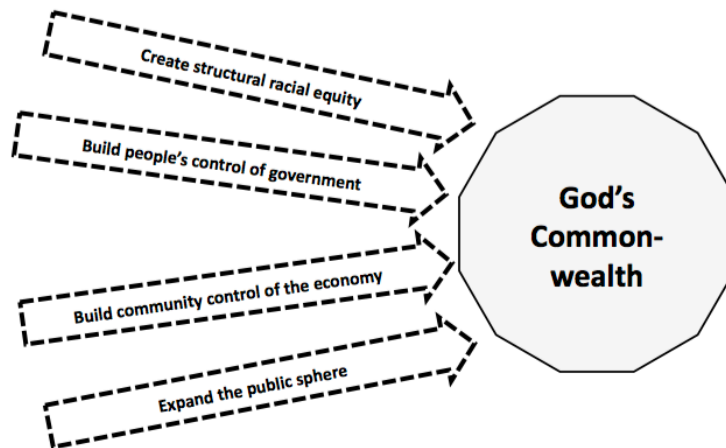 Create structural racial equity
Build people’s control of government
Build community control of the economy
Expand the public sphere
God’s
Common-
wealth